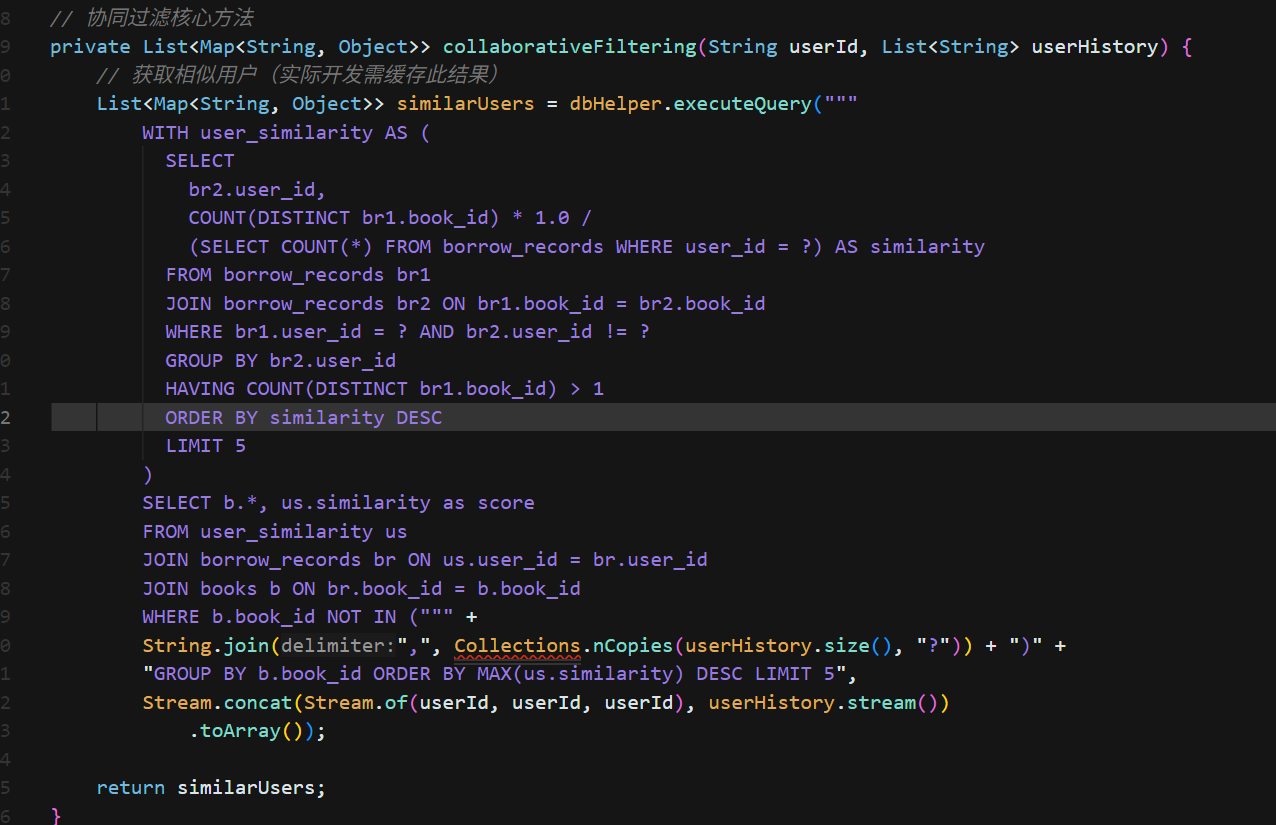 8 // 协同过滤核心方法
9 private List<Map<String, Object>> collaborativeFiltering(String userId, List<String> userHistory) {
0 // 获取相似用户（实际开发需缓存此结果）
1 List<Map<String, Object>> similarUsers = dbHelper.executeQuery("""
2 WITH user_similarity AS (
3 SELECT
4 br2.user_id,
5 COUNT(DISTINCT br1.book_id) * 1.0 /
6 (SELECT COUNT(*) FROM borrow_records WHERE user_id = ?) AS similarity
7 FROM borrow_records br1
8 JOIN borrow_records br2 ON br1.book_id = br2.book_id
9 WHERE br1.user_id = ? AND br2.user_id != ?
0 GROUP BY br2.user_id
1 HAVING COUNT(DISTINCT br1.book_id) > 1
2 ORDER BY similarity DESC
3 LIMIT 5
4 )
5 SELECT b.*, us.similarity as score
6 FROM user_similarity us
7 JOIN borrow_records br ON us.user_id = br.user_id
8 JOIN books b ON br.book_id = b.book_id
9 WHERE b.book_id NOT IN (""" +
0 String.join(delimiter:",", Collections.nCopies(userHistory.size(), "?")) + ")" +
1 "GROUP BY b.book_id ORDER BY MAX(us.similarity) DESC LIMIT 5",
2 Stream.concat(Stream.of(userId, userId, userId), userHistory.stream())
3 .toArray());
4
5 return similarUsers;
6 }